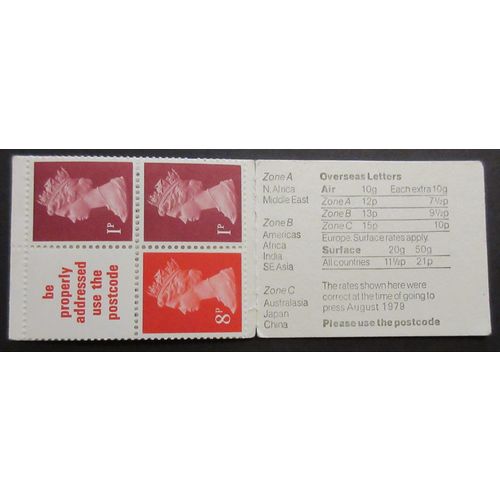 1P
1P
be
properly
addressed
use the
postcode
8P
Zone A
N. Africa
Middle East
Zone B
Americas
Africa
India
SE Asia
Zone C
Australasia
Japan
China
Overseas Letters
Air 10g Each extra 10g
Zone A 12p 7½p
Zone B 13p 9½p
Zone C 15p 10p
Europe. Surface rates apply.
Surface 20g 50g
All countries 11½p 21p
The rates shown here were
correct at the time of going to
press August 1979
Please use the postcode